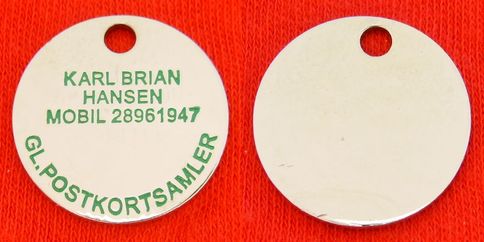 KARL BRIAN
HANSEN
MOBIL 28961947
GL.POSTKORTSAMLER